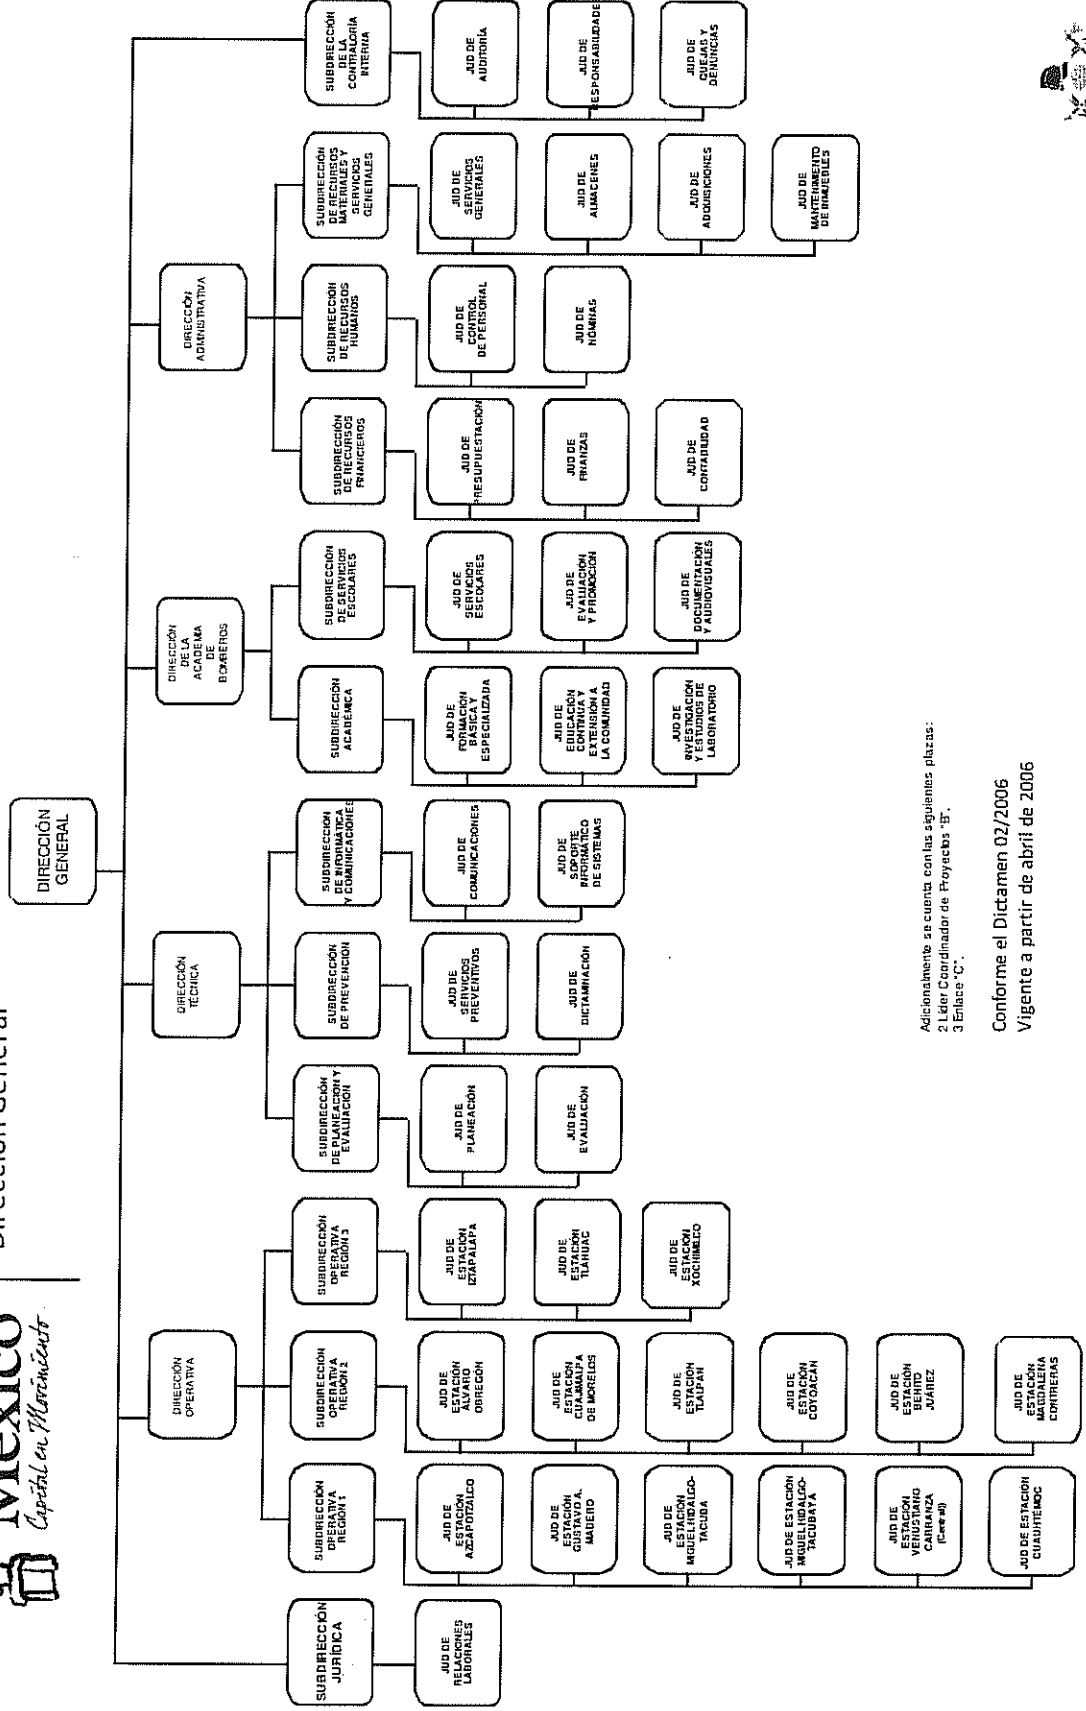 México
Capital en Movimiento
DIRECCIÓN
GENERAL
SUBDIRECCIÓN
JURÍDICA
JUD DE
RELACIONES
LABORALES
DIRECCIÓN
OPERATIVA
SUBDIRECCIÓN
OPERATIVA
REGIÓN 1
JUD DE
ESTACIÓN
AZCAPOTZALCO
JUD DE
ESTACIÓN
GUSTAVO A.
MADERO
JUD DE
ESTACIÓN
MIGUEL HIDALGO-
TACUBA
JUD DE ESTACIÓN
MIGUEL HIDALGO-
TACUBAYA
JUD DE
ESTACIÓN
VENUSTIANO
CARRANZA
(Central)
JUD DE ESTACIÓN
CUAUHTEMOC
SUBDIRECCIÓN
OPERATIVA
REGIÓN 2
JUD DE
ESTACIÓN
ÁLVARO
OBREGÓN
JUD DE
ESTACIÓN
CUAJIMALPA
DE MORELOS
JUD DE
ESTACIÓN
TLALPAN
JUD DE
ESTACIÓN
COYOACÁN
JUD DE
ESTACIÓN
BENITO
JUÁREZ
JUD DE
ESTACIÓN
MAGDALENA
CONTRERAS
SUBDIRECCIÓN
OPERATIVA
REGIÓN 3
JUD DE
ESTACIÓN
IZTAPALAPA
JUD DE
ESTACIÓN
TLÁHUAC
JUD DE
ESTACIÓN
XOCHIMILCO
DIRECCIÓN
TÉCNICA
SUBDIRECCIÓN
DE PLANEACIÓN Y
EVALUACIÓN
JUD DE
PLANEACIÓN
JUD DE
EVALUACIÓN
SUBDIRECCIÓN
DE PREVENCIÓN
JUD DE
SERVICIOS
PREVENTIVOS
JUD DE
DICTAMINACIÓN
SUBDIRECCIÓN
DE INFORMÁTICA
Y COMUNICACIONES
JUD DE
COMUNICACIONES
JUD DE
SOPORTE
INFORMÁTICO
DE SISTEMAS
DIRECCIÓN
DE LA
ACADEMIA
DE
BOMBEROS
SUBDIRECCIÓN
ACADÉMICA
JUD DE
FORMACIÓN
BÁSICA Y
ESPECIALIZADA
JUD DE
EDUCACIÓN
CONTINUA Y
EXTENSIÓN A
LA COMUNIDAD
JUD DE
INVESTIGACIÓN
Y ESTUDIOS DE
LABORATORIO
SUBDIRECCIÓN
DE SERVICIOS
ESCOLARES
JUD DE
SERVICIOS
ESCOLARES
JUD DE
EVALUACIÓN
Y PROMOCIÓN
JUD DE
DOCUMENTACIÓN
Y AUDIOVISUALES
DIRECCIÓN
ADMINISTRATIVA
SUBDIRECCIÓN
DE RECURSOS
FINANCIEROS
JUD DE
PRESUPUESTACIÓN
JUD DE
FINANZAS
JUD DE
CONTABILIDAD
SUBDIRECCIÓN
DE RECURSOS
HUMANOS
JUD DE
CONTROL
DE PERSONAL
JUD DE
NÓMINAS
SUBDIRECCIÓN
DE RECURSOS
MATERIALES Y
SERVICIOS
GENERALES
JUD DE
SERVICIOS
GENERALES
JUD DE
ALMACENES
JUD DE
ADQUISICIONES
JUD DE
MANTENIMIENTO
DE INMUEBLES
SUBDIRECCIÓN
DE LA
CONTRALORÍA
INTERNA
JUD DE
AUDITORÍA
JUD DE
RESPONSABILIDADE
JUD DE
QUEJAS Y
DENUNCIAS
Adicionalmente se cuenta con las siguientes plazas:
2 Líder Coordinador de Proyectos "B".
3 Enlace "C".
Conforme el Dictamen 02/2006
Vigente a partir de abril de 2006